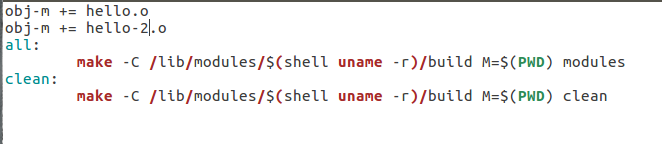 obj-m += hello.o
obj-m += hello-2.o
all:
	make -C /lib/modules/$(shell uname -r)/build M=$(PWD) modules
clean:
	make -C /lib/modules/$(shell uname -r)/build M=$(PWD) clean